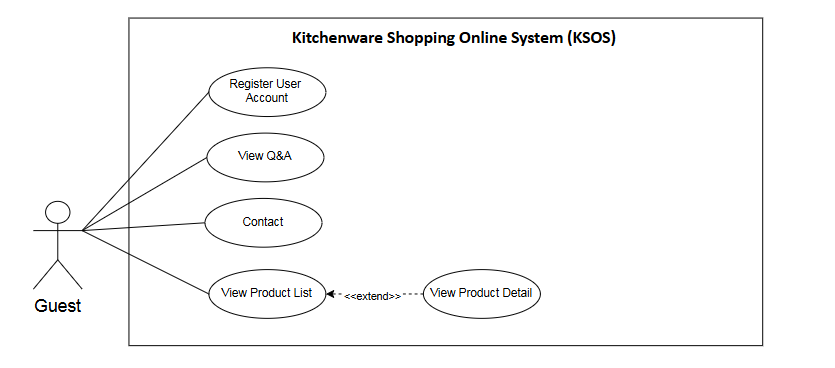 Kitchenware Shopping Online System (KSOS)
Register User
Account
View Q&A
Contact
View Product List
<<extend>>
View Product Detail
Guest